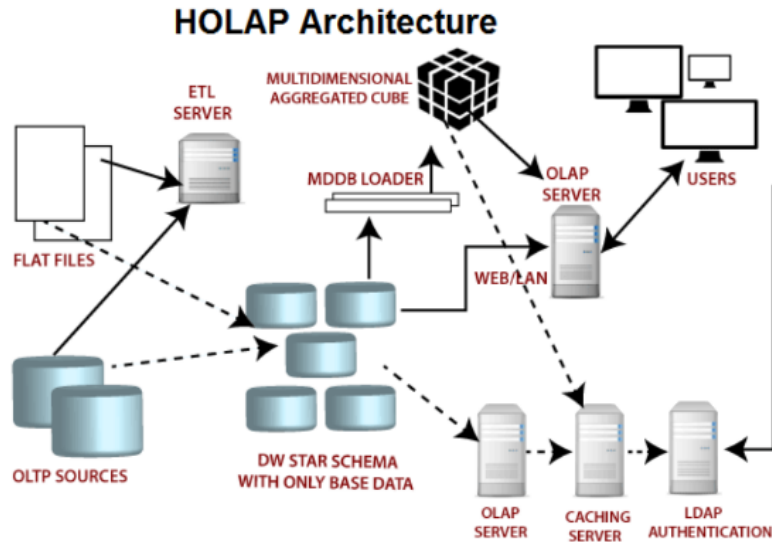 HOLAP Architecture
ETL
SERVER
MULTIDIMENSIONAL
AGGREGATED CUBE
MDDB LOADER
OLAP
SERVER
USERS
FLAT FILES
WEB/LAN
OLTP SOURCES
DW STAR SCHEMA
WITH ONLY BASE DATA
OLAP
SERVER
CACHING
SERVER
LDAP
AUTHENTICATION